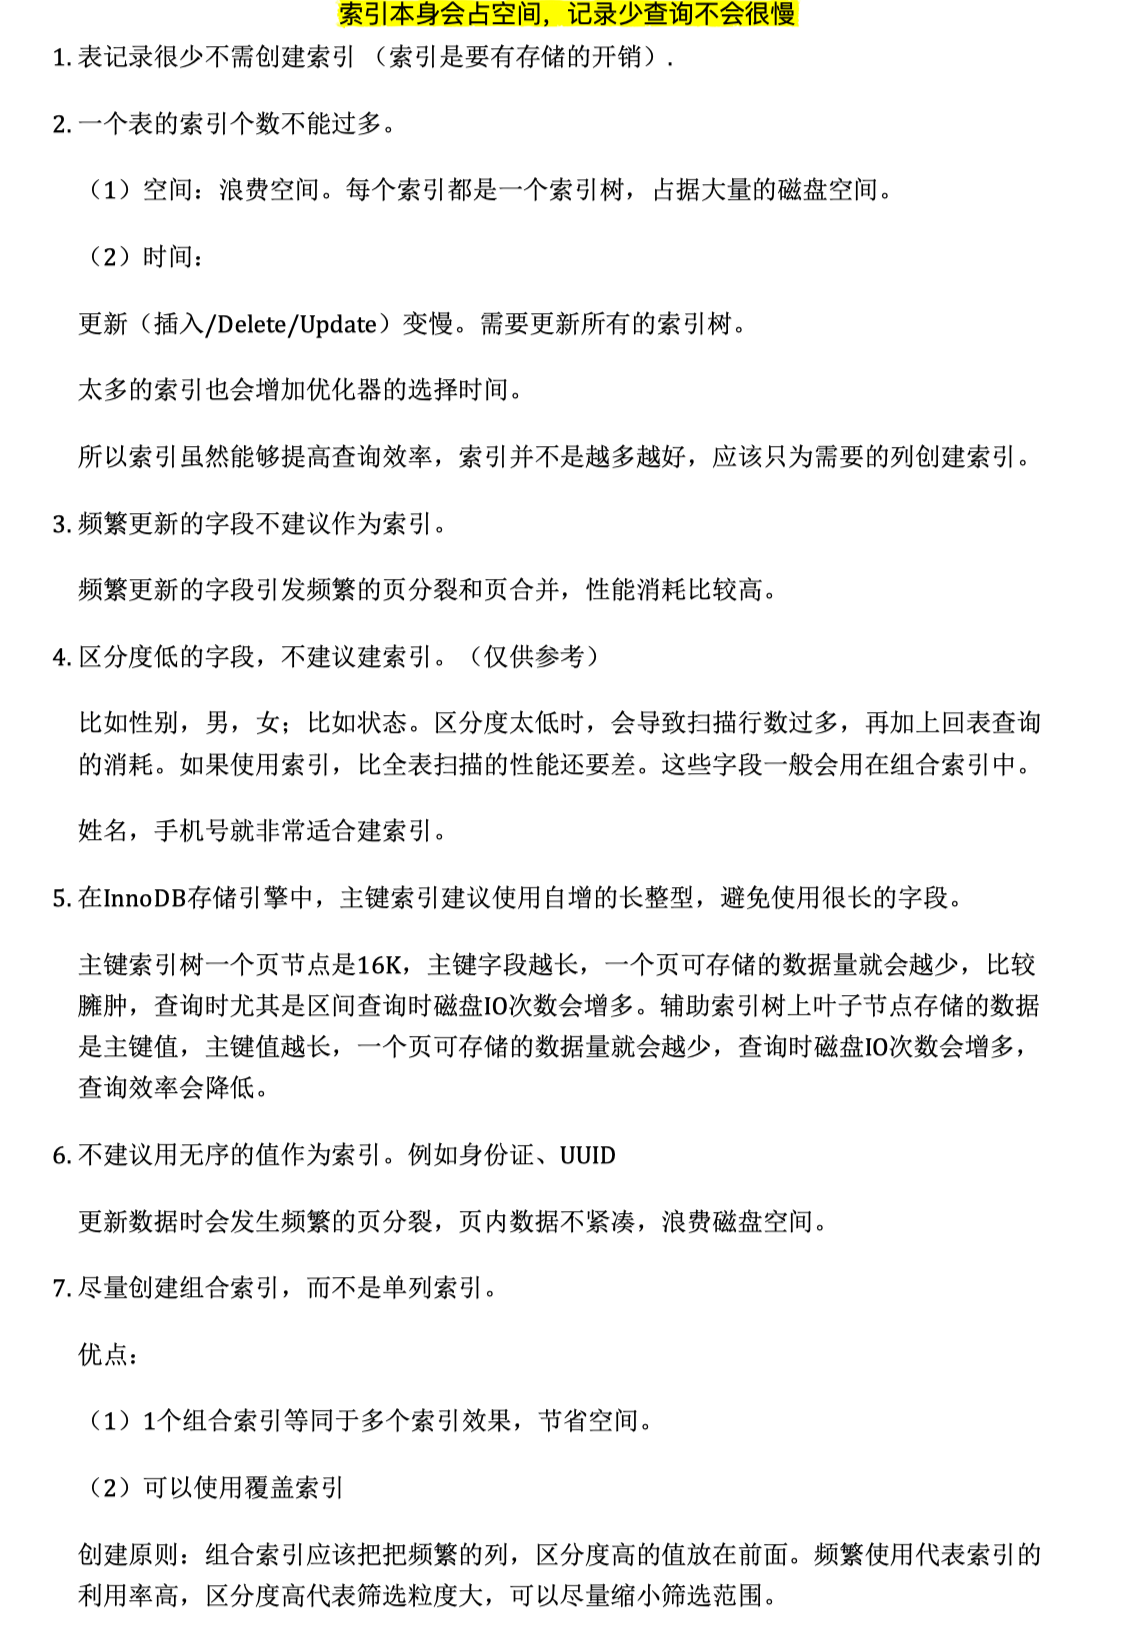 索引本身会占空间，记录少查询不会很慢
1. 表记录很少不需创建索引 （索引是要有存储的开销）.
2. 一个表的索引个数不能过多。
（1）空间：浪费空间。每个索引都是一个索引树，占据大量的磁盘空间。
（2）时间：
更新（插入/Delete/Update）变慢。需要更新所有的索引树。
太多的索引也会增加优化器的选择时间。
所以索引虽然能够提高查询效率，索引并不是越多越好，应该只为需要的列创建索引。
3. 频繁更新的字段不建议作为索引。
频繁更新的字段引发频繁的页分裂和页合并，性能消耗比较高。
4. 区分度低的字段，不建议建索引。（仅供参考）
比如性别，男，女；比如状态。区分度太低时，会导致扫描行数过多，再加上回表查询
的消耗。如果使用索引，比全表扫描的性能还要差。这些字段一般会用在组合索引中。
姓名，手机号就非常适合建索引。
5. 在InnoDB存储引擎中，主键索引建议使用自增的长整型，避免使用很长的字段。
主键索引树一个页节点是16K，主键字段越长，一个页可存储的数据量就会越少，比较
臃肿，查询时尤其是区间查询时磁盘IO次数会增多。辅助索引树上叶子节点存储的数据
是主键值，主键值越长，一个页可存储的数据量就会越少，查询时磁盘IO次数会增多，
查询效率会降低。
6. 不建议用无序的值作为索引。例如身份证、UUID
更新数据时会发生频繁的页分裂，页内数据不紧凑，浪费磁盘空间。
7. 尽量创建组合索引，而不是单列索引。
优点：
（1）1个组合索引等同于多个索引效果，节省空间。
（2）可以使用覆盖索引
创建原则：组合索引应该把把频繁的列，区分度高的值放在前面。频繁使用代表索引的
利用率高，区分度高代表筛选粒度大，可以尽量缩小筛选范围。